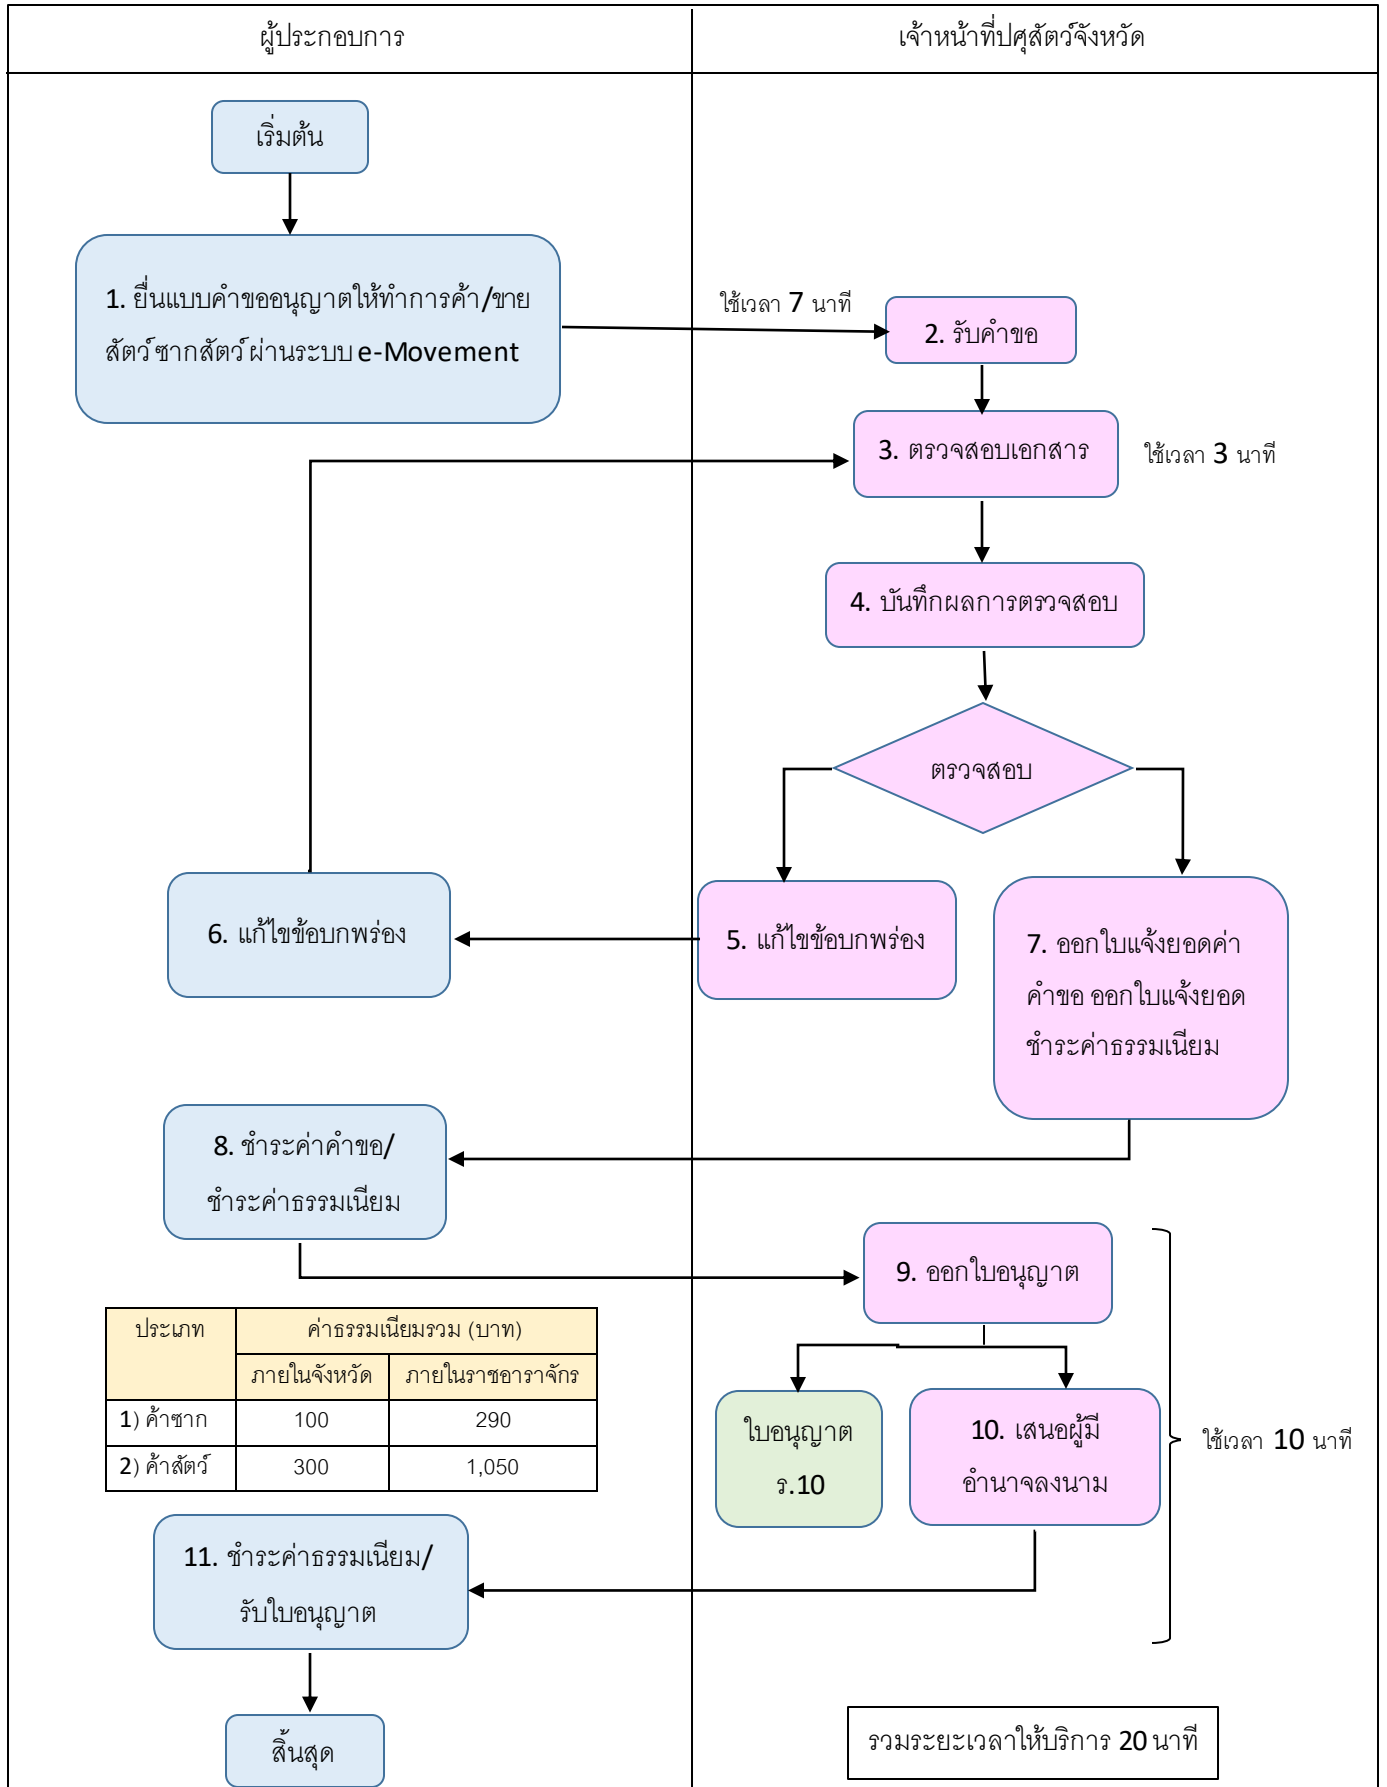 ผู้ประกอบการ
เจ้าหน้าที่ปศุสัตว์จังหวัด
เริ่มต้น
1. ยื่นแบบคำขออนุญาตให้ทำการค้า/ขาย
สัตว์ ซากสัตว์ ผ่านระบบ e-Movement
ใช้เวลา 7 นาที
2. รับคำขอ
3. ตรวจสอบเอกสาร
ใช้เวลา 3 นาที
4. บันทึกผลการตรวจสอบ
ตรวจสอบ
6. แก้ไขข้อบกพร่อง
5. แก้ไขข้อบกพร่อง
7. ออกใบแจ้งยอดค่า
คำขอ ออกใบแจ้งยอด
ชำระค่าธรรมเนียม
8. ชำระค่าคำขอ/
ชำระค่าธรรมเนียม
9. ออกใบอนุญาต
ประเภท ค่าธรรมเนียมรวม (บาท)
ภายในจังหวัด ภายในราชอาราจักร
1) ค้าซาก 100 290
2) ค้าสัตว์ 300 1,050
ใบอนุญาต
ร.10
10. เสนอผู้มี
อำนาจลงนาม
ใช้เวลา 10 นาที
11. ชำระค่าธรรมเนียม/
รับใบอนุญาต
สิ้นสุด
รวมระยะเวลาให้บริการ 20 นาที